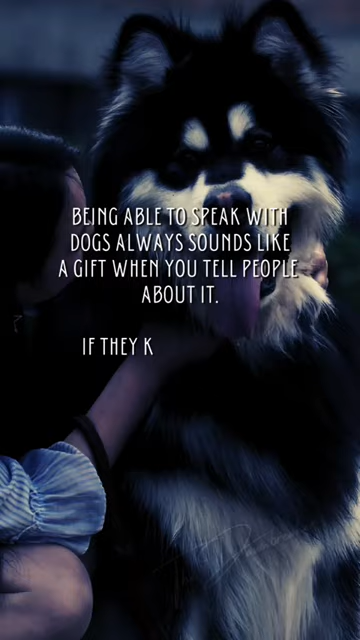 BEING ABLE TO SPEAK WITH
DOGS ALWAYS SOUNDS LIKE
A GIFT WHEN YOU TELL PEOPLE
ABOUT IT.
IF THEY K